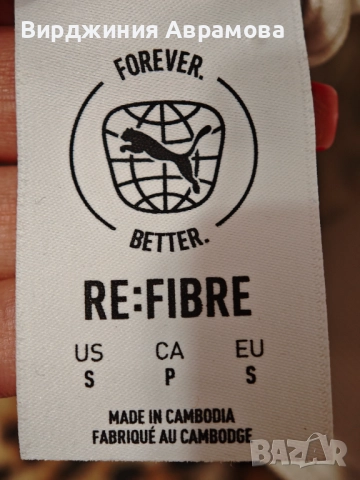 Вирджиния Аврамова
FOREVER.
BETTER.
RE:FIBRE
US CA EU
S P S
MADE IN CAMBODIA
FABRIQUÉ AU CAMBODGE
BAZAR